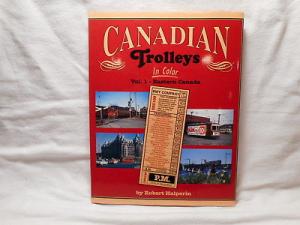 CANADIAN
Trolleys
In Color
Vol. 1 - Eastern Canada
P.M.
by Robert Halperin